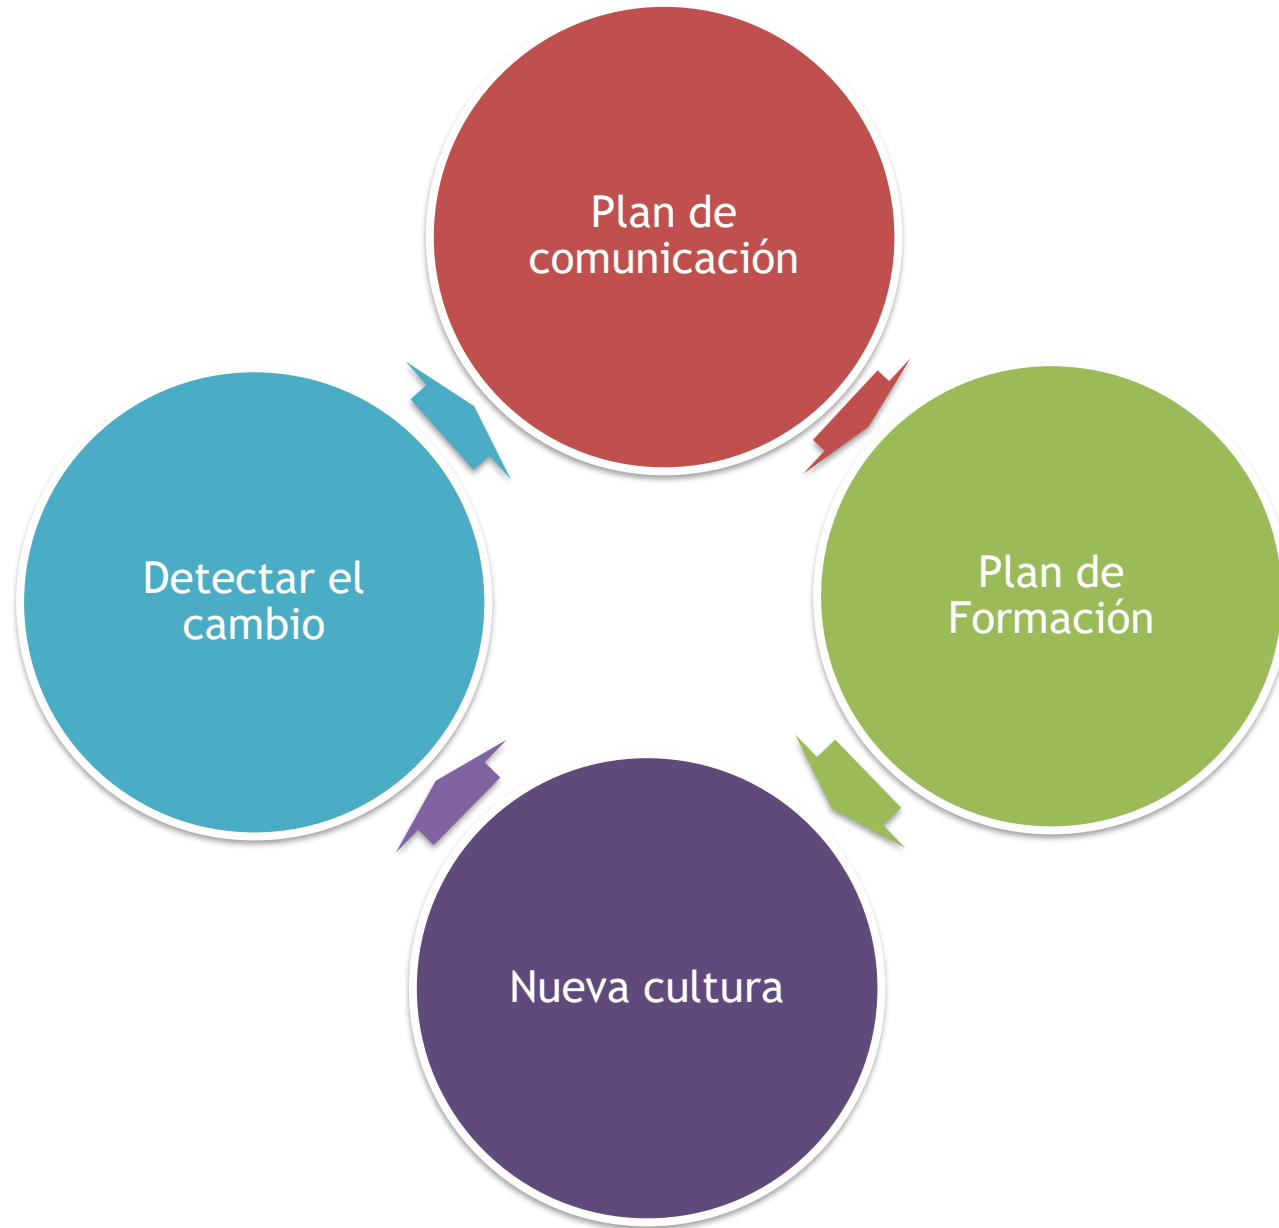 Plan de
comunicación
Detectar el
cambio
Plan de
Formación
Nueva cultura